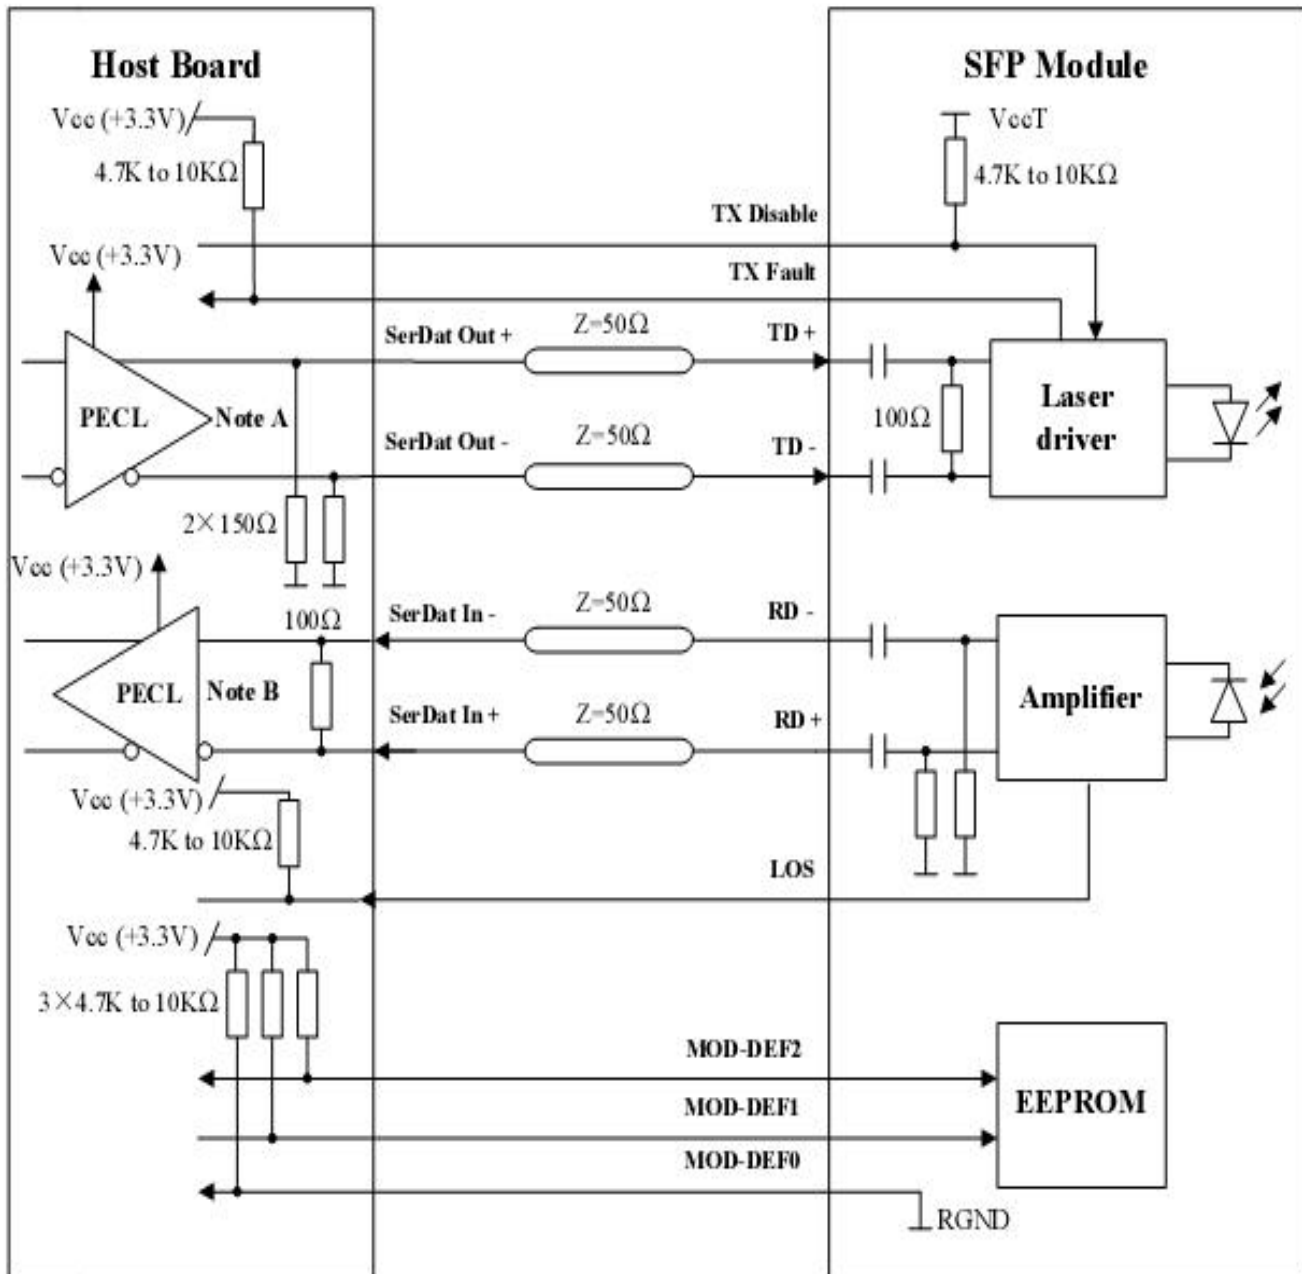 Host Board
SFP Module
Vcc (+3.3V)
VccT
4.7K to 10KΩ
4.7K to 10KΩ
TX Disable
Vcc (+3.3V)
TX Fault
SerDat Out +
Z=50Ω
TD +
PECL
Note A
100Ω
Laser
driver
SerDat Out -
Z=50Ω
TD -
2×150Ω
Vcc (+3.3V)
100Ω
SerDat In -
Z=50Ω
RD -
PECL
Note B
Amplifier
SerDat In +
Z=50Ω
RD +
Vcc (+3.3V)
4.7K to 10KΩ
LOS
Vcc (+3.3V)
3×4.7K to 10KΩ
MOD-DEF2
EEPROM
MOD-DEF1
MOD-DEF0
RGND